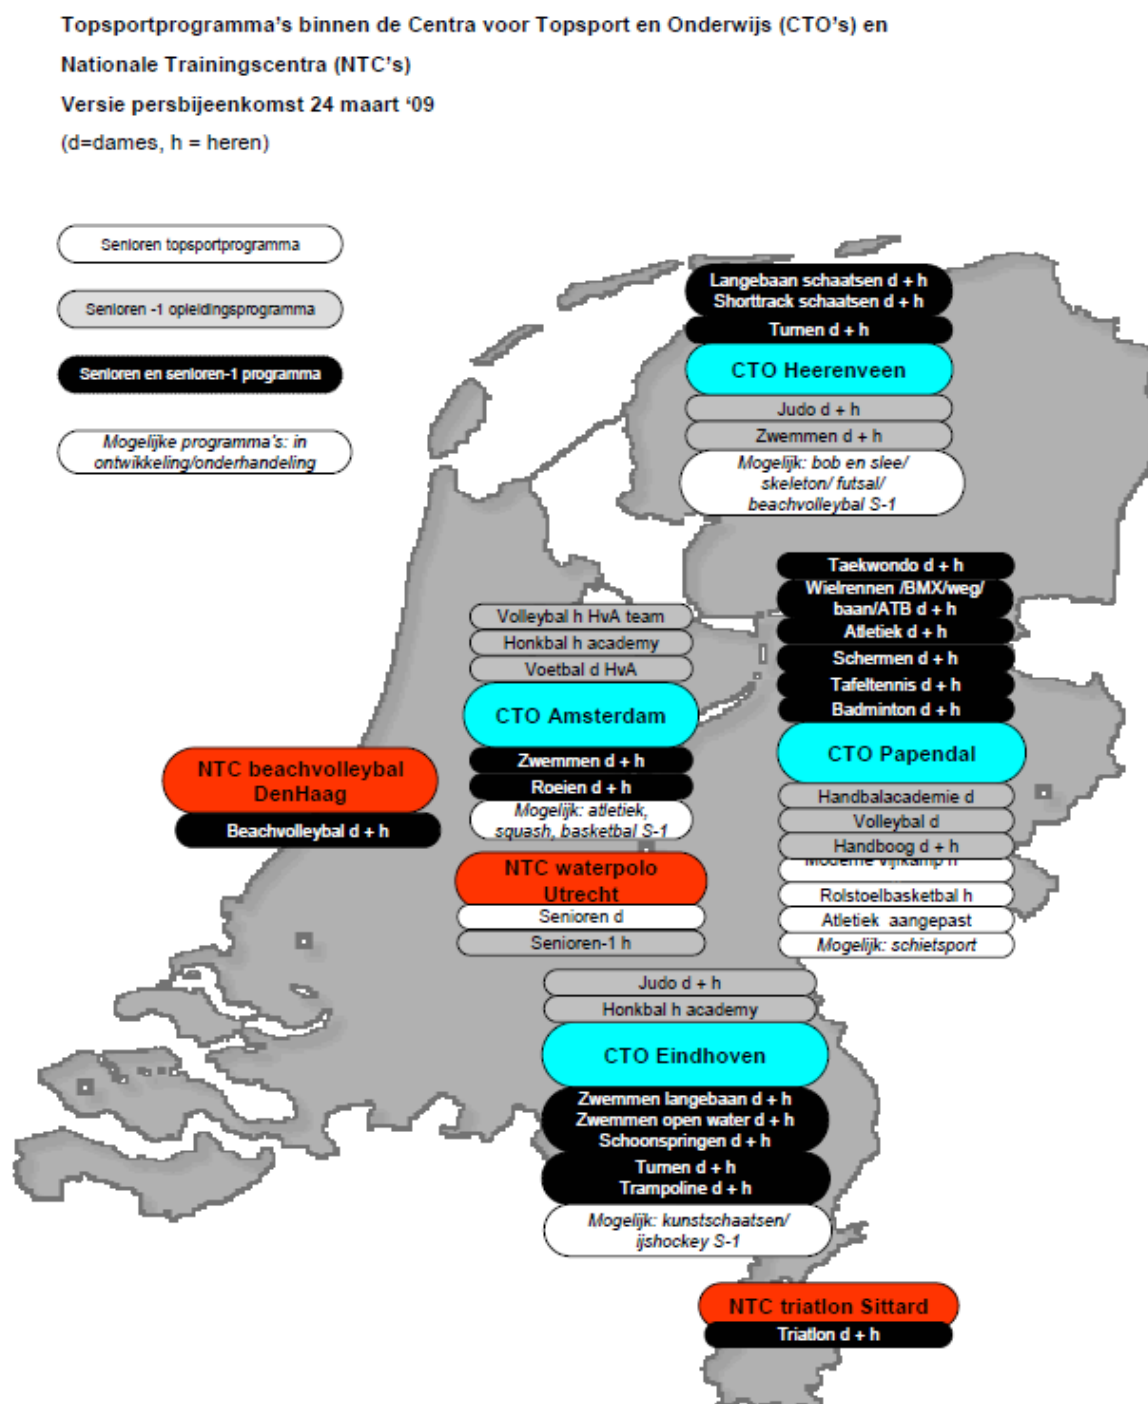 Topsportprogramma's binnen de Centra voor Topsport en Onderwijs (CTO's) en
Nationale Trainingscentra (NTC's)
Versie persbijeenkomst 24 maart '09
(d=dames, h = heren)
Senioren topsportprogramma
Senioren -1 opleidingsprogramma
Senioren en senioren-1 programma
Mogelijke programma's: in
ontwikkeling/onderhandeling
Langebaan schaatsen d + h
Shorttrack schaatsen d + h
Turnen d + h
CTO Heerenveen
Judo d + h
Zwemmen d + h
Mogelijk: bob en slee/
skeleton/ futsal/
beachvolleybal S-1
Taekwondo d + h
Wielrennen /BMX/weg/
baan/ATB d + h
Atletiek d + h
Schermen d + h
Tafeltennis d + h
Badminton d + h
CTO Papendal
Handbalacademie d
Volleybal d
Handboog d + h
Moderne vijfkamp h
Rolstoelbasketbal h
Atletiek aangepast
Mogelijk: schietsport
Volleybal h HvA team
Honkbal h academy
Voetbal d HvA
CTO Amsterdam
Zwemmen d + h
Roeien d + h
Mogelijk: atletiek,
squash, basketbal S-1
NTC beachvolleybal
DenHaag
Beachvolleybal d + h
NTC waterpolo
Utrecht
Senioren d
Senioren-1 h
Judo d + h
Honkbal h academy
CTO Eindhoven
Zwemmen langebaan d + h
Zwemmen open water d + h
Schoonspringen d + h
Turnen d + h
Trampoline d + h
Mogelijk: kunstschaatsen/
ijshockey S-1
NTC triatlon Sittard
Triatlon d + h